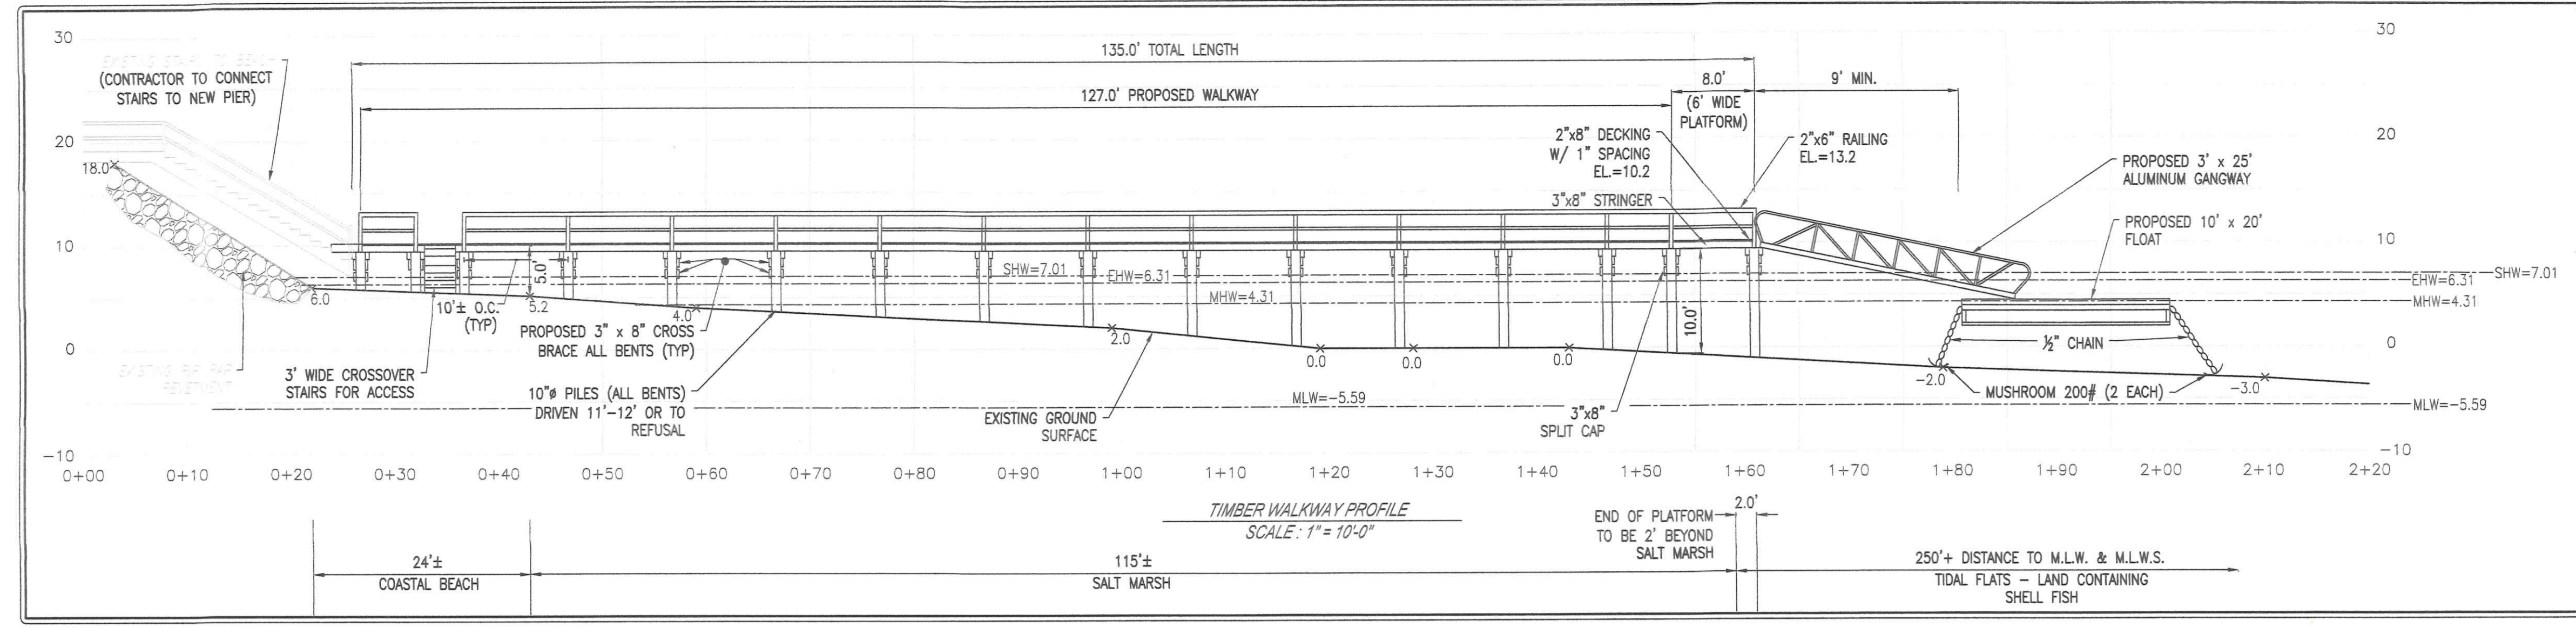 30
30
135.0' TOTAL LENGTH
EXISTING STAIR TO BEACH
(CONTRACTOR TO CONNECT
STAIRS TO NEW PIER)
8.0'
9' MIN.
127.0' PROPOSED WALKWAY
(6' WIDE
PLATFORM)
20
20
2"x8" DECKING
W/ 1" SPACING
EL.=10.2
2"x6" RAILING
EL.=13.2
PROPOSED 3' x 25'
ALUMINUM GANGWAY
18.0
3"x8" STRINGER
PROPOSED 10' x 20'
FLOAT
10
10
5.0'
SHW=7.01
EHW=6.31
MHW=4.31
SHW=7.01
EHW=6.31
MHW=4.31
6.0
10'± O.C.
(TYP)
5.2
4.0
2.0
10.0'
PROPOSED 3" x 8" CROSS
BRACE ALL BENTS (TYP)
0
0
0.0
0.0
0.0
½" CHAIN
EXISTING RIP RAP
REVETMENT
3' WIDE CROSSOVER
STAIRS FOR ACCESS
10"ø PILES (ALL BENTS)
DRIVEN 11'-12' OR TO
REFUSAL
EXISTING GROUND
SURFACE
MLW=-5.59
3"x8"
SPLIT CAP
-2.0
MUSHROOM 200# (2 EACH)
-3.0
MLW=-5.59
-10
-10
0+00 0+10 0+20 0+30 0+40 0+50 0+60 0+70 0+80 0+90 1+00 1+10 1+20 1+30 1+40 1+50 1+60 1+70 1+80 1+90 2+00 2+10 2+20
TIMBER WALKWAY PROFILE
SCALE : 1" = 10'-0"
END OF PLATFORM
TO BE 2' BEYOND
SALT MARSH
2.0'
24'±
COASTAL BEACH
115'±
SALT MARSH
250'+ DISTANCE TO M.L.W. & M.L.W.S.
TIDAL FLATS - LAND CONTAINING
SHELL FISH